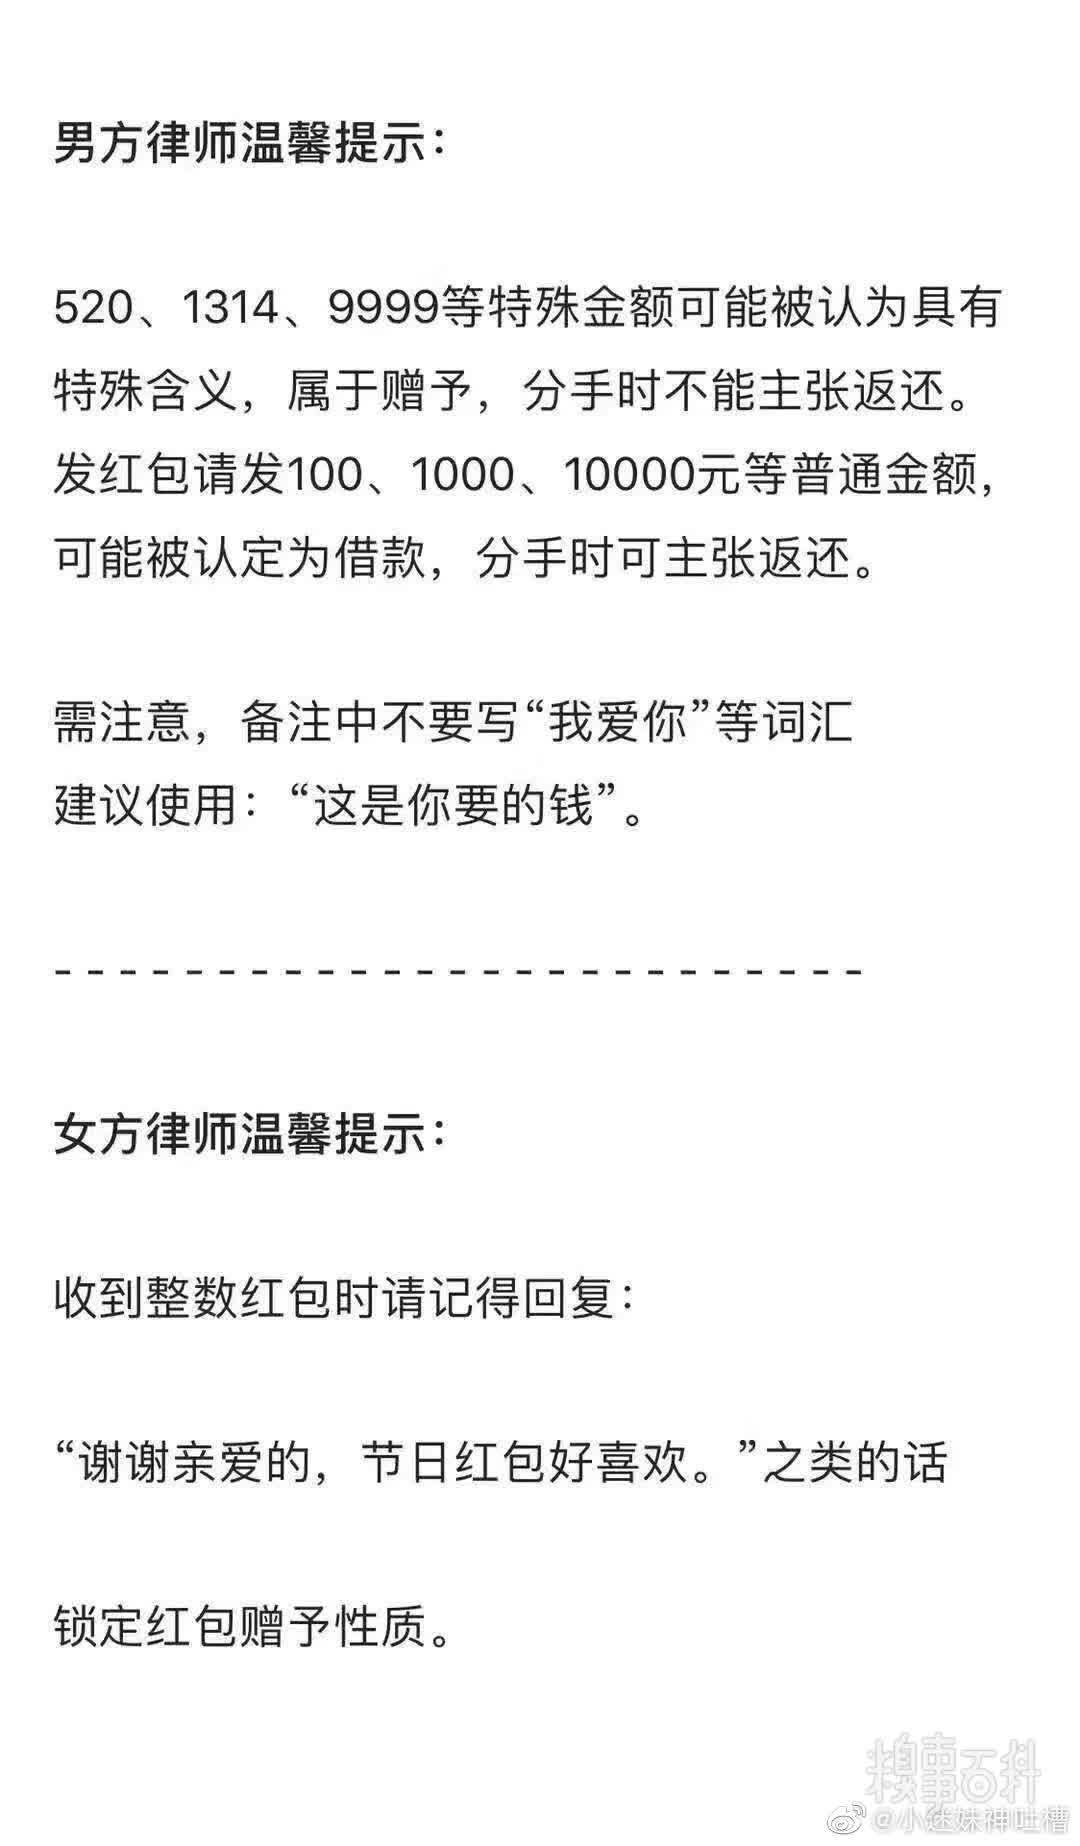 男方律师温馨提示：
520、1314、9999等特殊金额可能被认为具有
特殊含义，属于赠予，分手时不能主张返还。
发红包请发100、1000、10000元等普通金额，
可能被认定为借款，分手时可主张返还。
需注意，备注中不要写“我爱你”等词汇
建议使用：“这是你要的钱”。
- - - - - - - - - - - - - - - - - - - - - - - - -
女方律师温馨提示：
收到整数红包时请记得回复：
“谢谢亲爱的，节日红包好喜欢。”之类的话
锁定红包赠予性质。
糗事百科
@小迷妹神吐槽